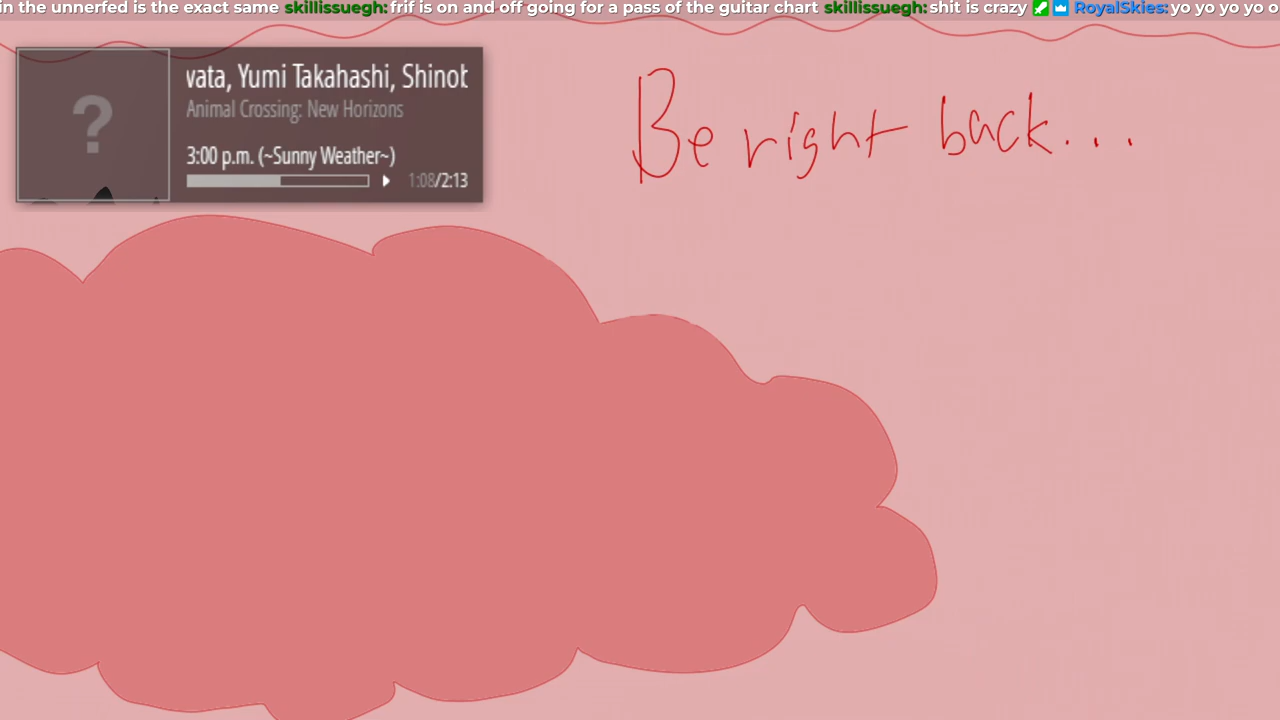 in the unnerfed is the exact same skillissuegh: frif is on and off going for a pass of the guitar chart skillissuegh: shit is crazy RoyalSkies: yo yo yo yo o
vata, Yumi Takahashi, Shinob
Animal Crossing: New Horizons
3:00 p.m. (~Sunny Weather~)
1:08/2:13
?
Be right back...